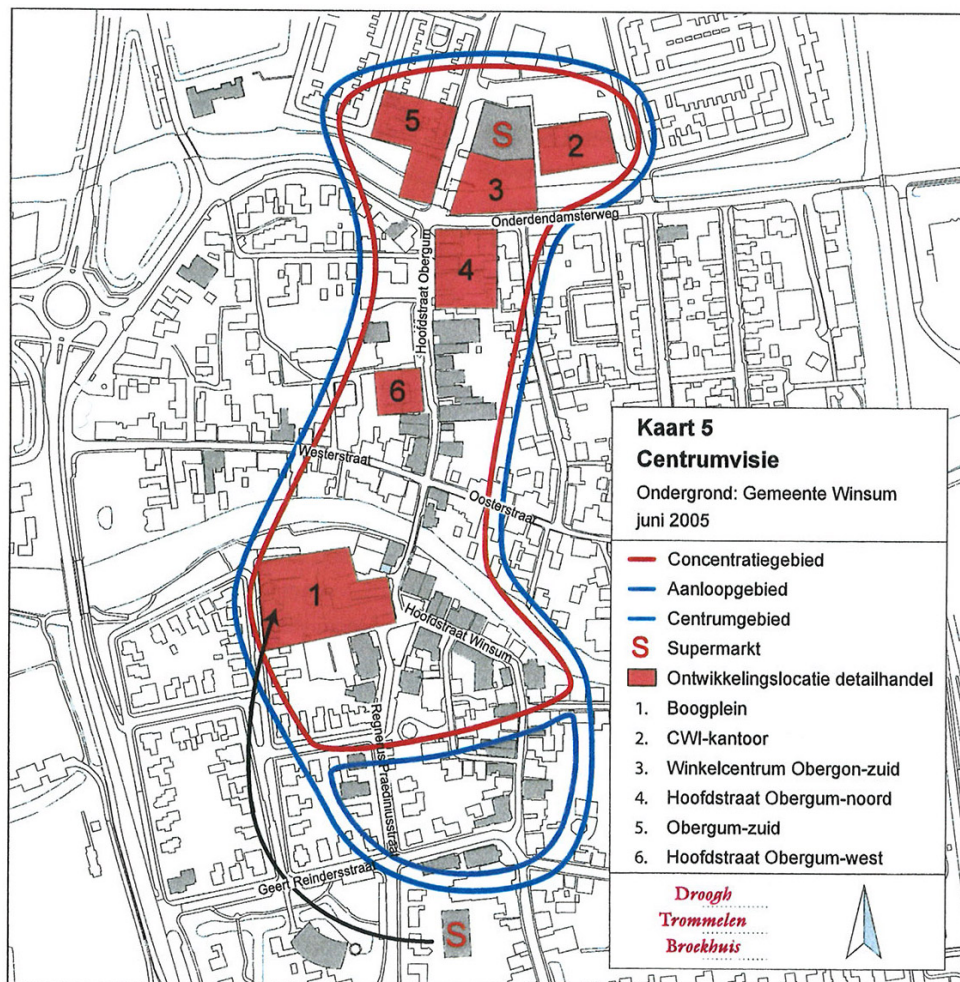 5
S
2
3
Onderdendamsterweg
Hoofdstraat Obergum
4
6
Westerstraat
Oosterstraat
1
Hoofdstraat Winsum
Regnerus Praediniusstraat
Geert Reindersstraat
S
Kaart 5
Centrumvisie
Ondergrond: Gemeente Winsum
juni 2005
Concentratiegebied
Aanloopgebied
Centrumgebied
S Supermarkt
Ontwikkelingslocatie detailhandel
1. Boogplein
2. CWI-kantoor
3. Winkelcentrum Obergon-zuid
4. Hoofdstraat Obergum-noord
5. Obergum-zuid
6. Hoofdstraat Obergum-west
Droogh
Trommelen
Broekhuis